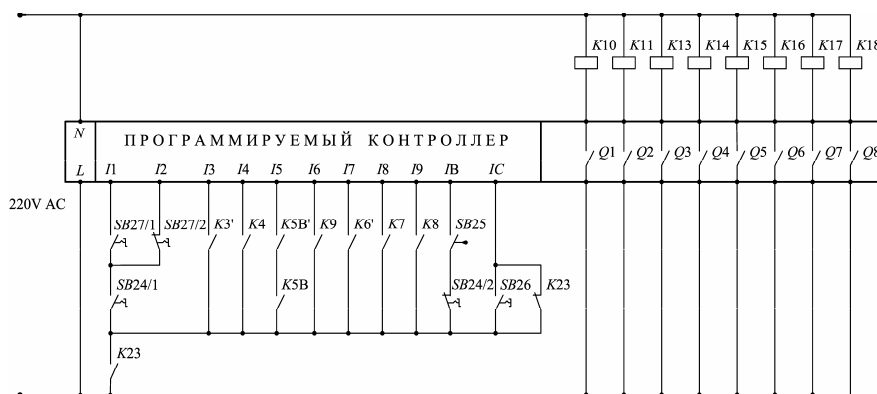 K10 K11 K13 K14 K15 K16 K17 K18
N
ПРОГРАММИРУЕМЫЙ КОНТРОЛЛЕР
Q1 Q2 Q3 Q4 Q5 Q6 Q7 Q8
L I1 I2 I3 I4 I5 I6 I7 I8 I9 IB IC
220V AC
SB27/1 SB27/2 K3' K4 K5B' K9 K6' K7 K8 SB25
SB24/1 K5B SB24/2 SB26 K23
K23